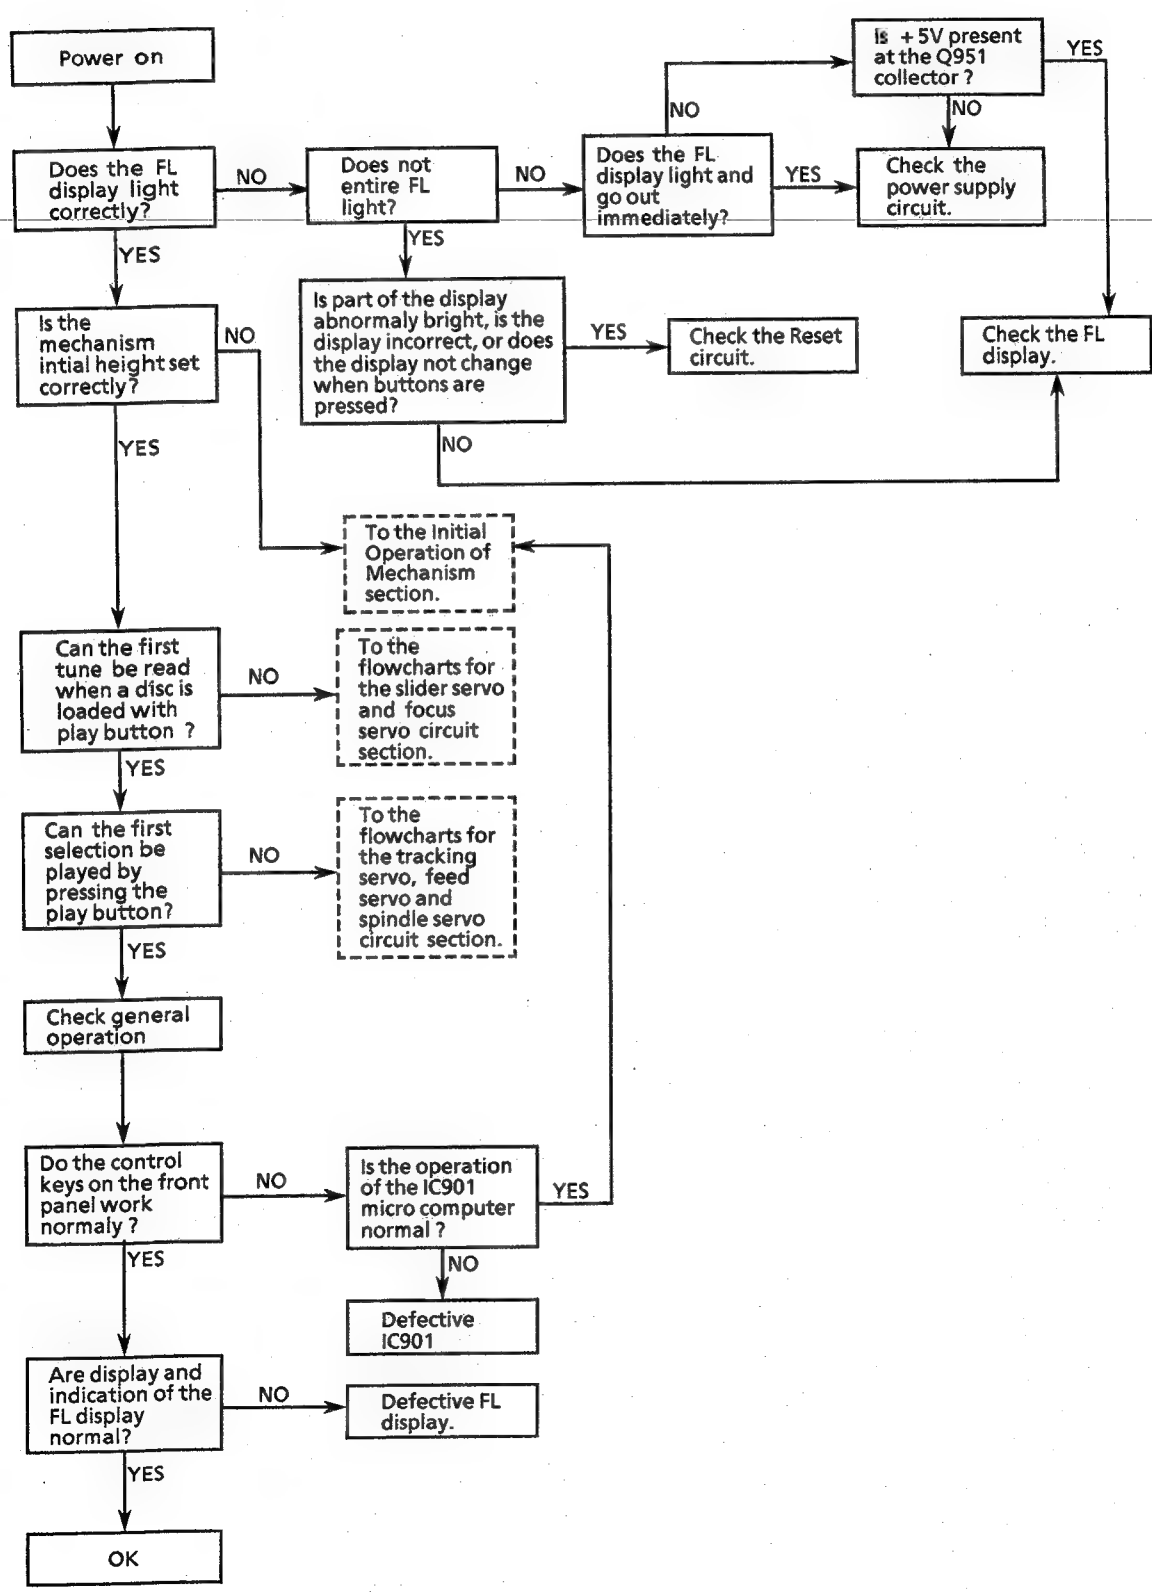 Power on
Does the FL
display light
correctly?
NO
Does not
entire FL
light?
NO
Does the FL
display light and
go out
immediately?
NO
Is +5V present
at the Q951
collector ?
YES
NO
YES
Check the
power supply
circuit.
YES
YES
Is the
mechanism
intial height set
correctly?
NO
Is part of the display
abnormaly bright, is the
display incorrect, or does
the display not change
when buttons are
pressed?
YES
Check the Reset
circuit.
Check the FL
display.
NO
YES
To the Initial
Operation of
Mechanism
section.
Can the first
tune be read
when a disc is
loaded with
play button ?
NO
To the
flowcharts for
the slider servo
and focus
servo circuit
section.
YES
Can the first
selection be
played by
pressing the
play button?
NO
To the
flowcharts for
the tracking
servo, feed
servo and
spindle servo
circuit section.
YES
Check general
operation
Do the control
keys on the front
panel work
normaly ?
NO
Is the operation
of the IC901
micro computer
normal ?
YES
NO
Defective
IC901
YES
Are display and
indication of the
FL display
normal?
NO
Defective FL
display.
YES
OK